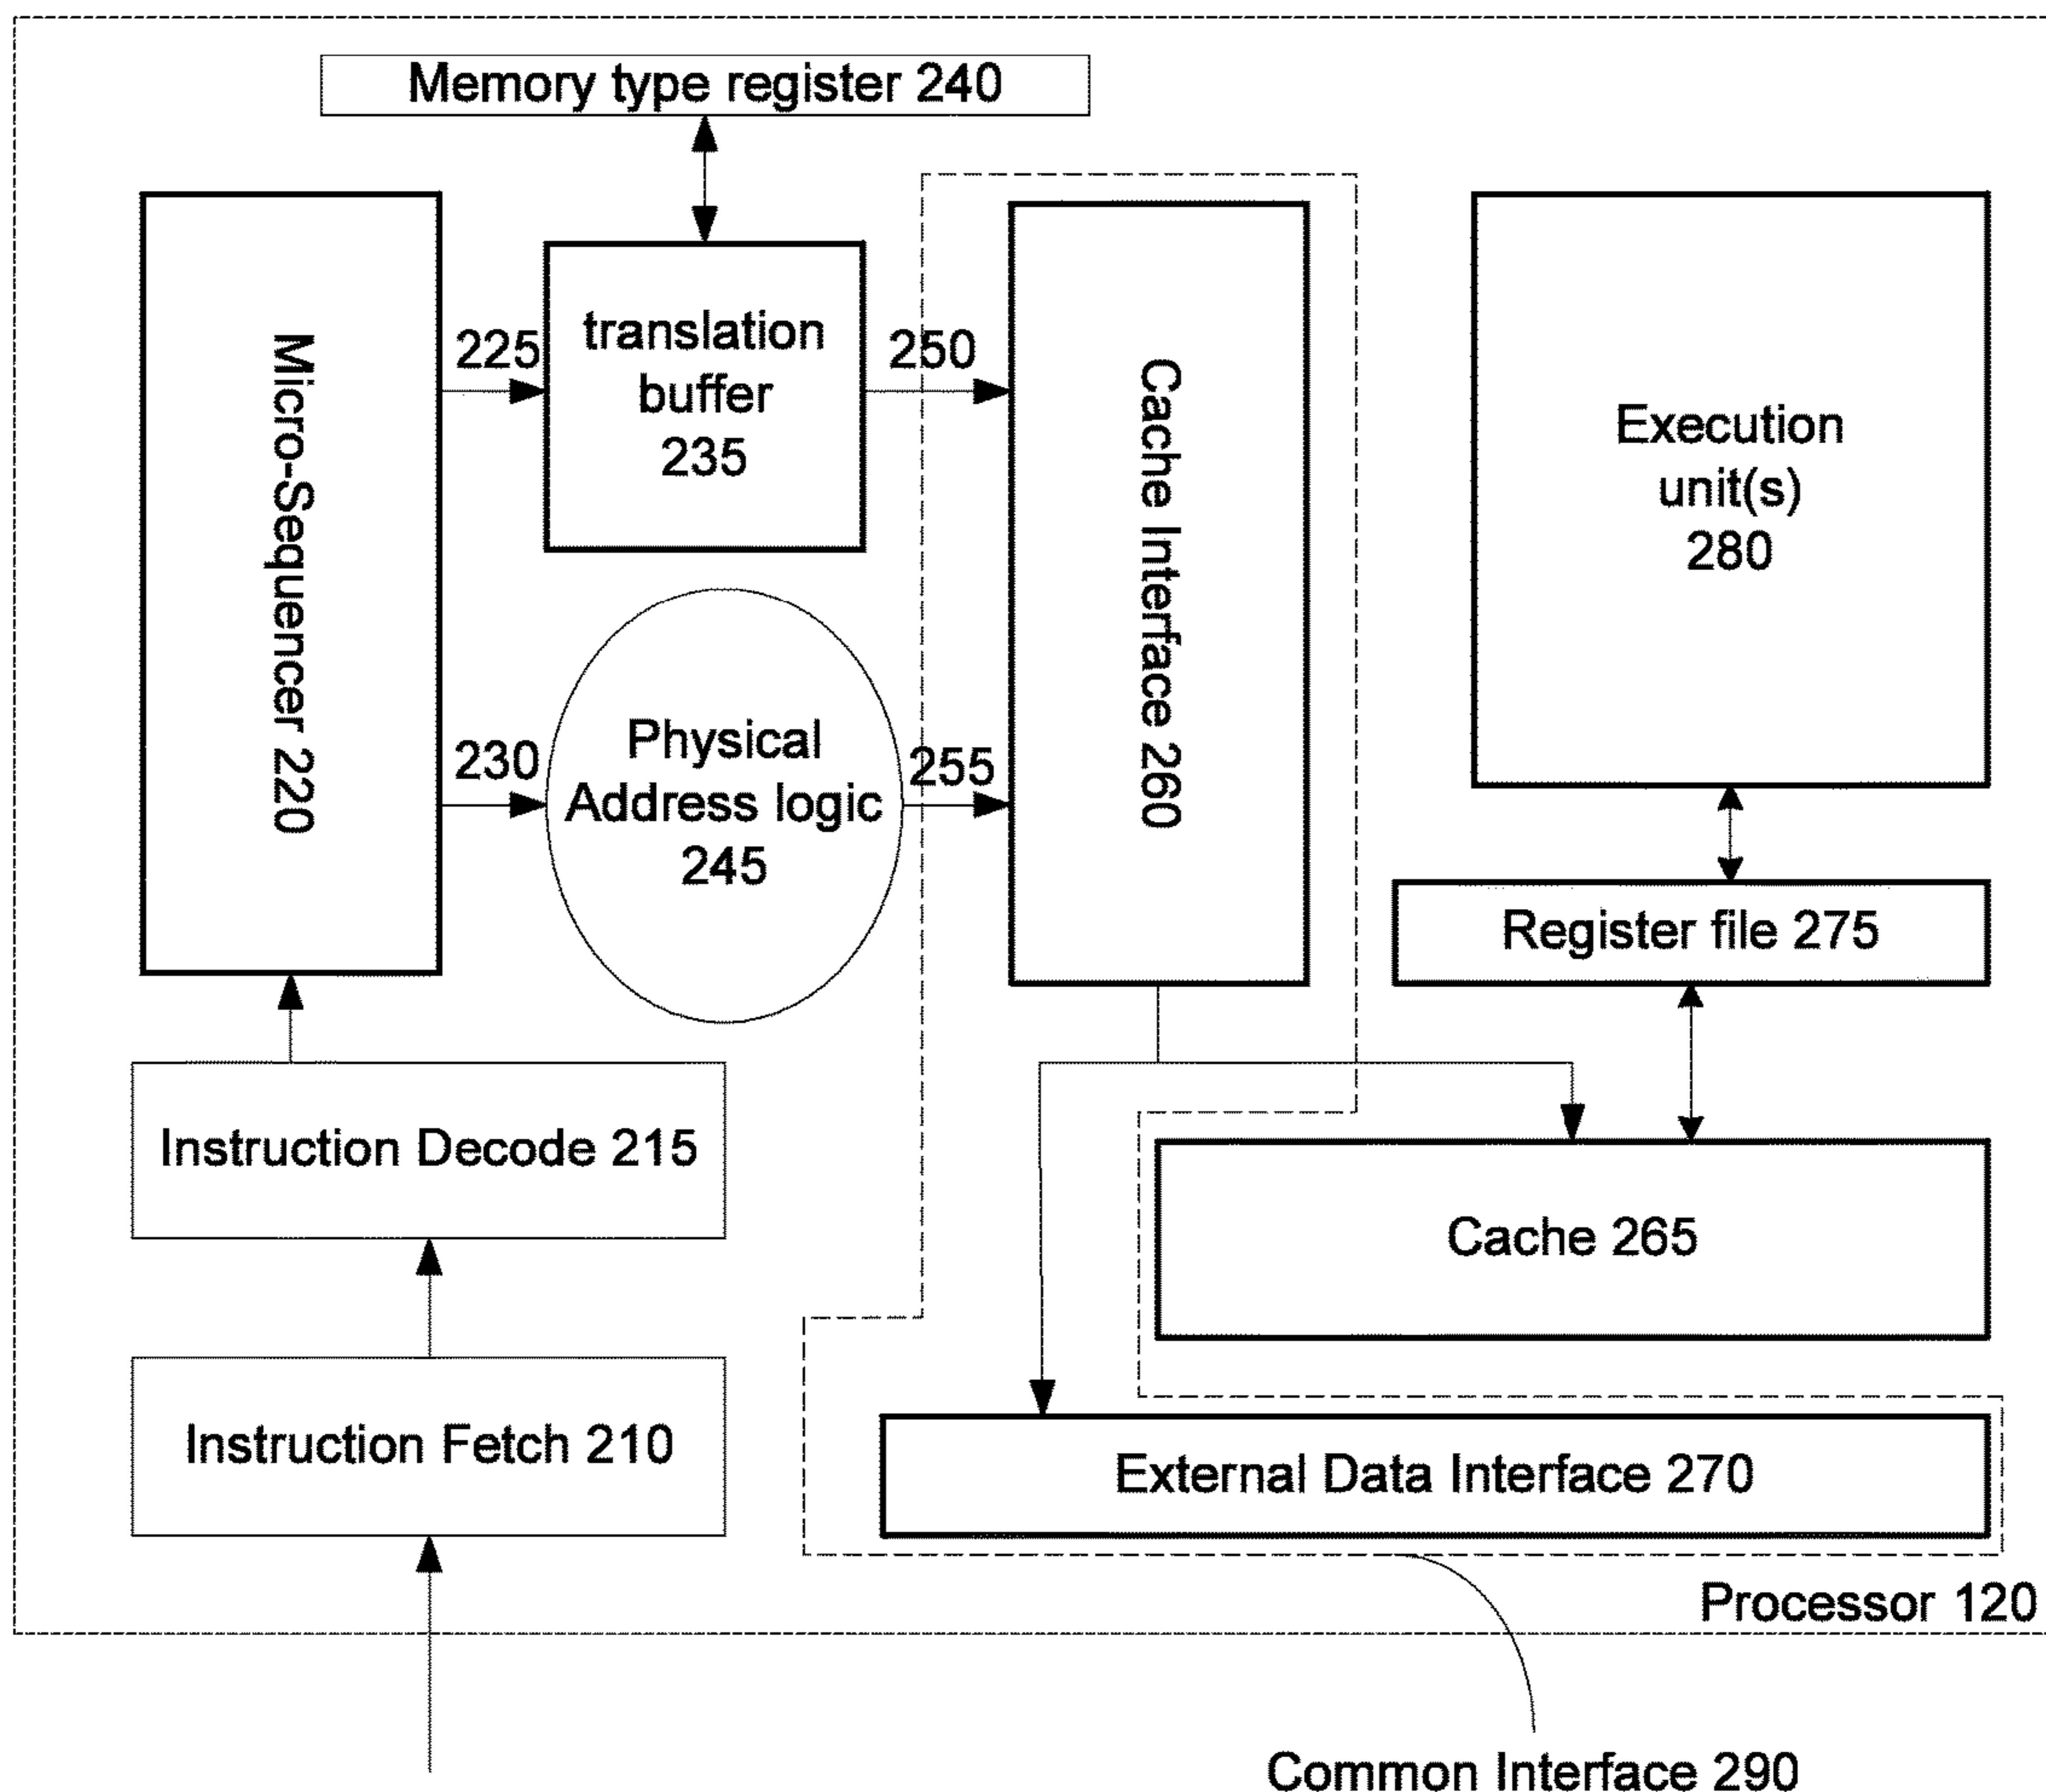 Memory type register 240
Micro-Sequencer 220
225
translation
buffer
235
250
Cache Interface 260
Execution
unit(s)
280
230
Physical
Address logic
245
255
Register file 275
Instruction Decode 215
Cache 265
Instruction Fetch 210
External Data Interface 270
Processor 120
Common Interface 290